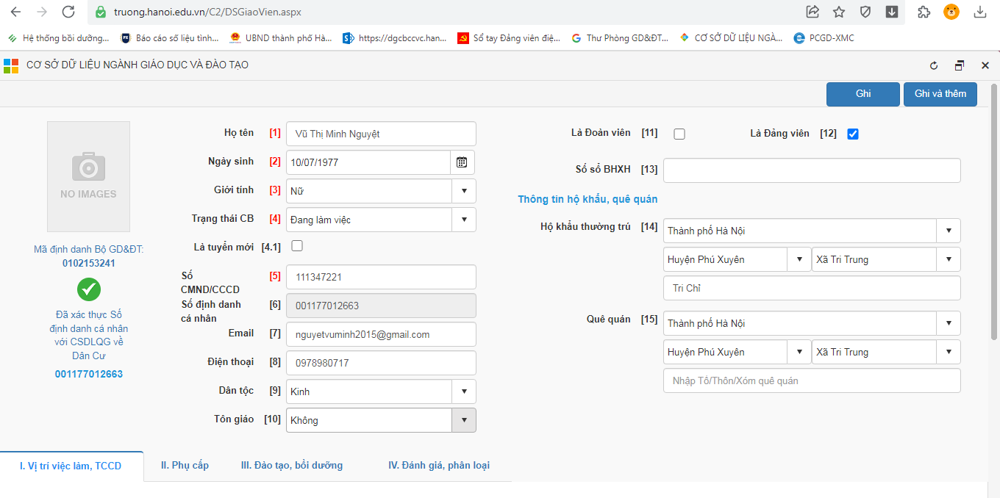 truong.hanoi.edu.vn/C2/DSGiaoVien.aspx
Hệ thống bồi dưỡng... Báo cáo số liệu tình... UBND thành phố Hà... https://dgcbccvc.han... Sổ tay Đảng viên điệ... Thư Phòng GD&ĐT... CƠ SỞ DỮ LIỆU NGÀ... PCGD-XMC
CƠ SỞ DỮ LIỆU NGÀNH GIÁO DỤC VÀ ĐÀO TẠO
Ghi Ghi và thêm
NO IMAGES
Mã định danh Bộ GD&ĐT:
0102153241
Đã xác thực Số
định danh cá nhân
với CSDLQG về
Dân Cư
001177012663
Họ tên [1] Vũ Thị Minh Nguyệt
Ngày sinh [2] 10/07/1977
Giới tính [3] Nữ
Trạng thái CB [4] Đang làm việc
Là tuyển mới [4.1]
Số
CMND/CCCD [5] 111347221
Số định danh
cá nhân [6] 001177012663
Email [7] nguyetvuminh2015@gmail.com
Điện thoại [8] 0978980717
Dân tộc [9] Kinh
Tôn giáo [10] Không
Là Đoàn viên [11] Là Đảng viên [12]
Số sổ BHXH [13]
Thông tin hộ khẩu, quê quán
Hộ khẩu thường trú [14] Thành phố Hà Nội
Huyện Phú Xuyên Xã Tri Trung
Tri Chỉ
Quê quán [15] Thành phố Hà Nội
Huyện Phú Xuyên Xã Tri Trung
Nhập Tổ/Thôn/Xóm quê quán
I. Vị trí việc làm, TCCD II. Phụ cấp III. Đào tạo, bồi dưỡng IV. Đánh giá, phân loại